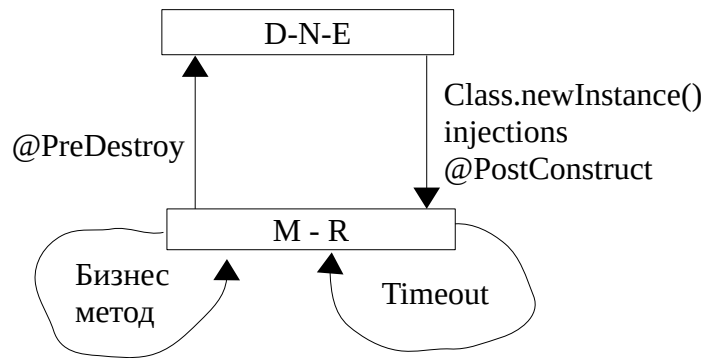 D-N-E
Class.newInstance()
injections
@PostConstruct
@PreDestroy
M - R
Бизнес
метод
Timeout